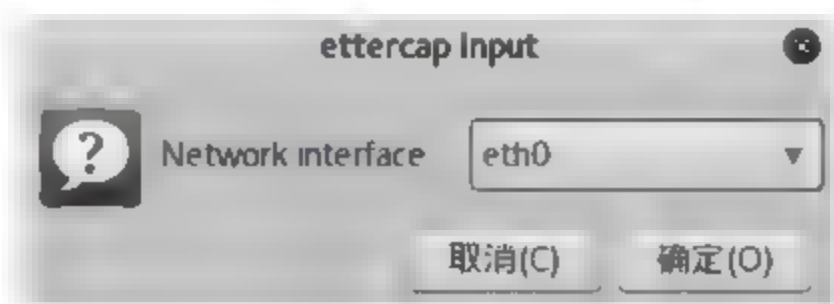 ettercap Input
?
Network interface eth0
取消(C) 确定(O)